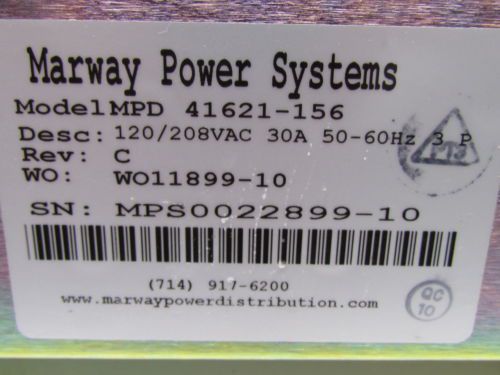 Marway Power Systems
Model MPD 41621-156
Desc: 120/208VAC 30A 50-60Hz 3 P
Rev: C
WO: WO11899-10
SN: MPS0022899-10
(714) 917-6200
www.marwaypowerdistribution.com
QC
10